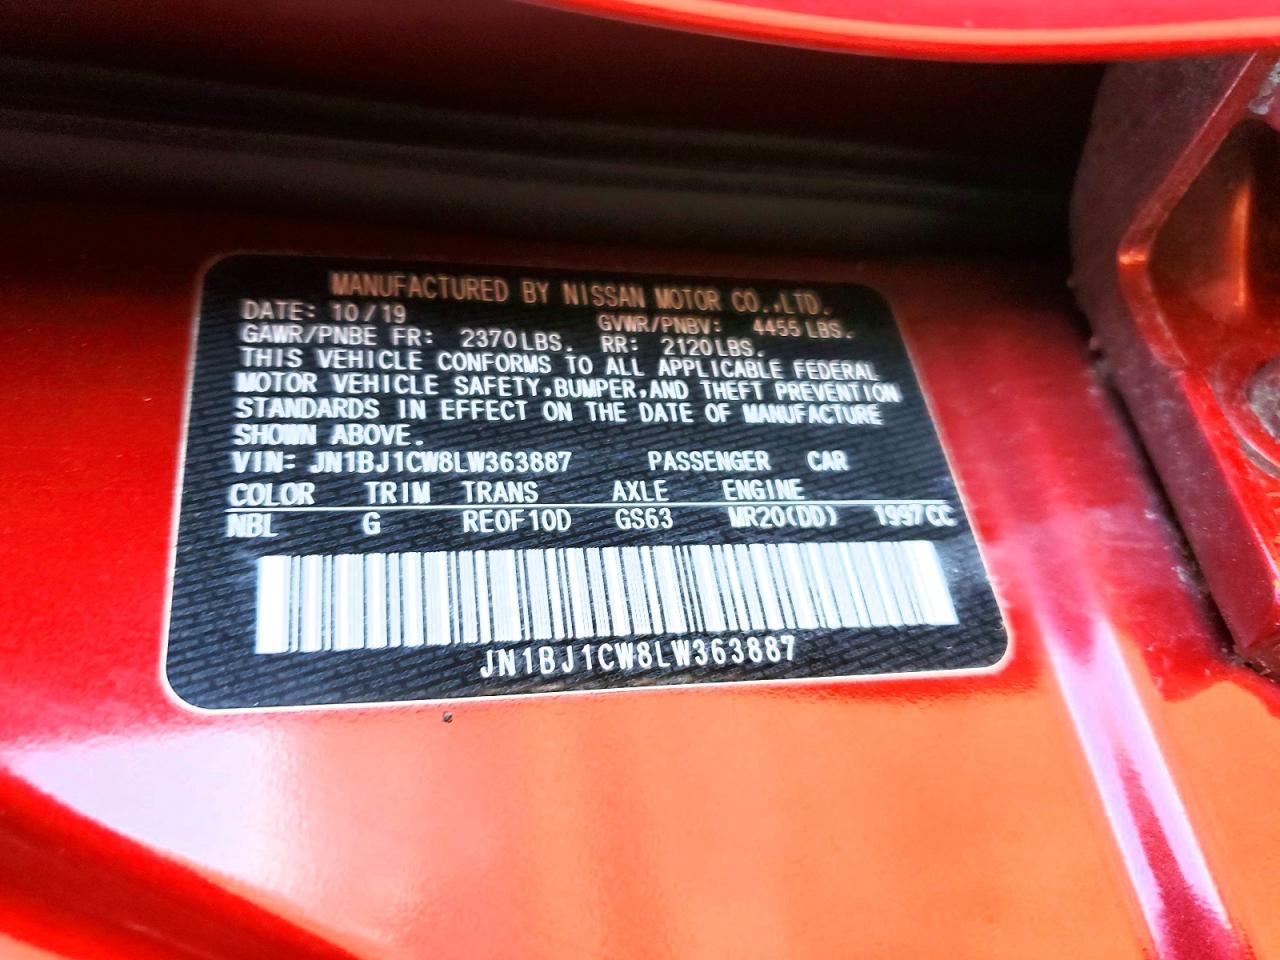 MANUFACTURED BY NISSAN MOTOR CO.,LTD.
DATE: 10/19 GVWR/PNBV: 4455 LBS.
GAWR/PNBE FR: 2370LBS. RR: 2120LBS.
THIS VEHICLE CONFORMS TO ALL APPLICABLE FEDERAL
MOTOR VEHICLE SAFETY,BUMPER,AND THEFT PREVENTION
STANDARDS IN EFFECT ON THE DATE OF MANUFACTURE
SHOWN ABOVE.
VIN: JN1BJ1CW8LW363887 PASSENGER CAR
COLOR TRIM TRANS AXLE ENGINE
NBL G RE0F10D GS63 MR20(DD) 1997CC
JN1BJ1CW8LW363887